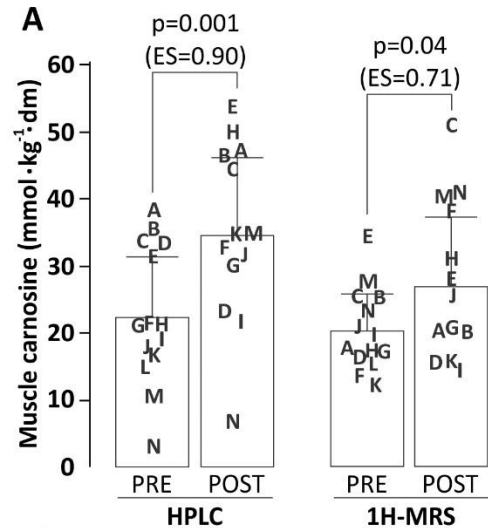 A
p=0.001
(ES=0.90)
p=0.04
(ES=0.71)
Muscle carnosine (mmol·kg⁻¹·dm)
60
50
40
30
20
10
0
A
B
C D
E
G F H
I
J
K
L
M
N
E
D
B A
C
K M
F J
G
D
I
N
E
M
C B
N
J I
A D H G
L
F C
C
K N
F
H
E
J
A G B
D K I
PRE POST PRE POST
HPLC 1H-MRS